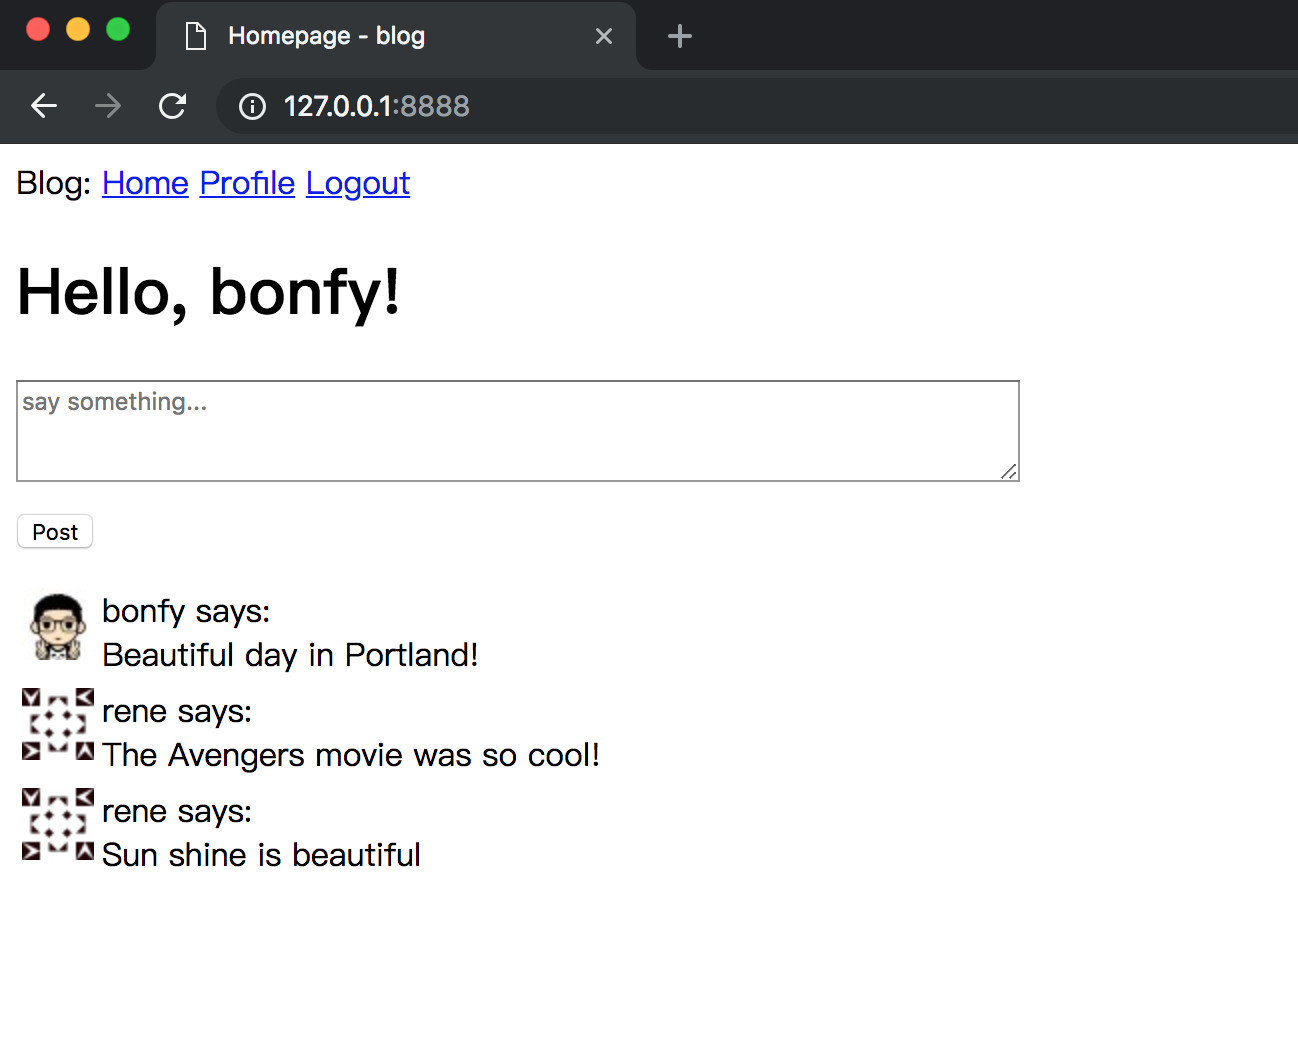 Homepage - blog
127.0.0.1:8888
Blog: Home Profile Logout
Hello, bonfy!
say something...
Post
bonfy says:
Beautiful day in Portland!
rene says:
The Avengers movie was so cool!
rene says:
Sun shine is beautiful